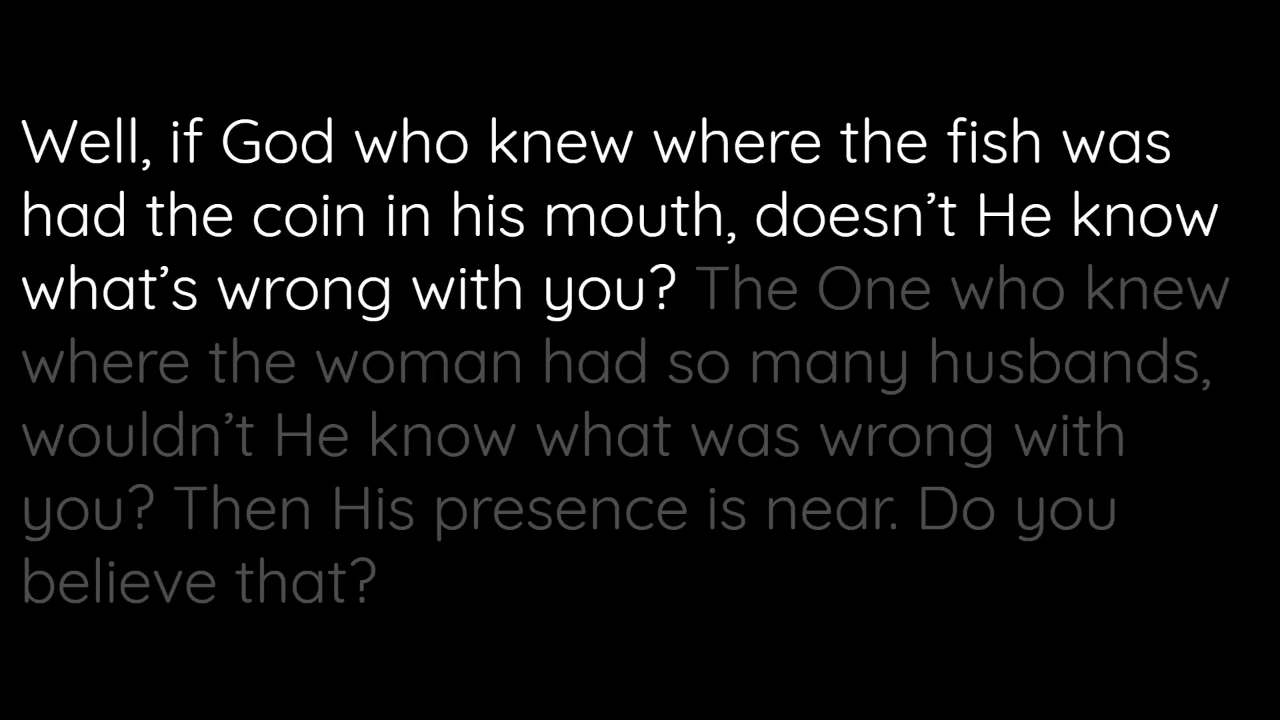 Well, if God who knew where the fish was
had the coin in his mouth, doesn’t He know
what’s wrong with you? The One who knew
where the woman had so many husbands,
wouldn’t He know what was wrong with
you? Then His presence is near. Do you
believe that?